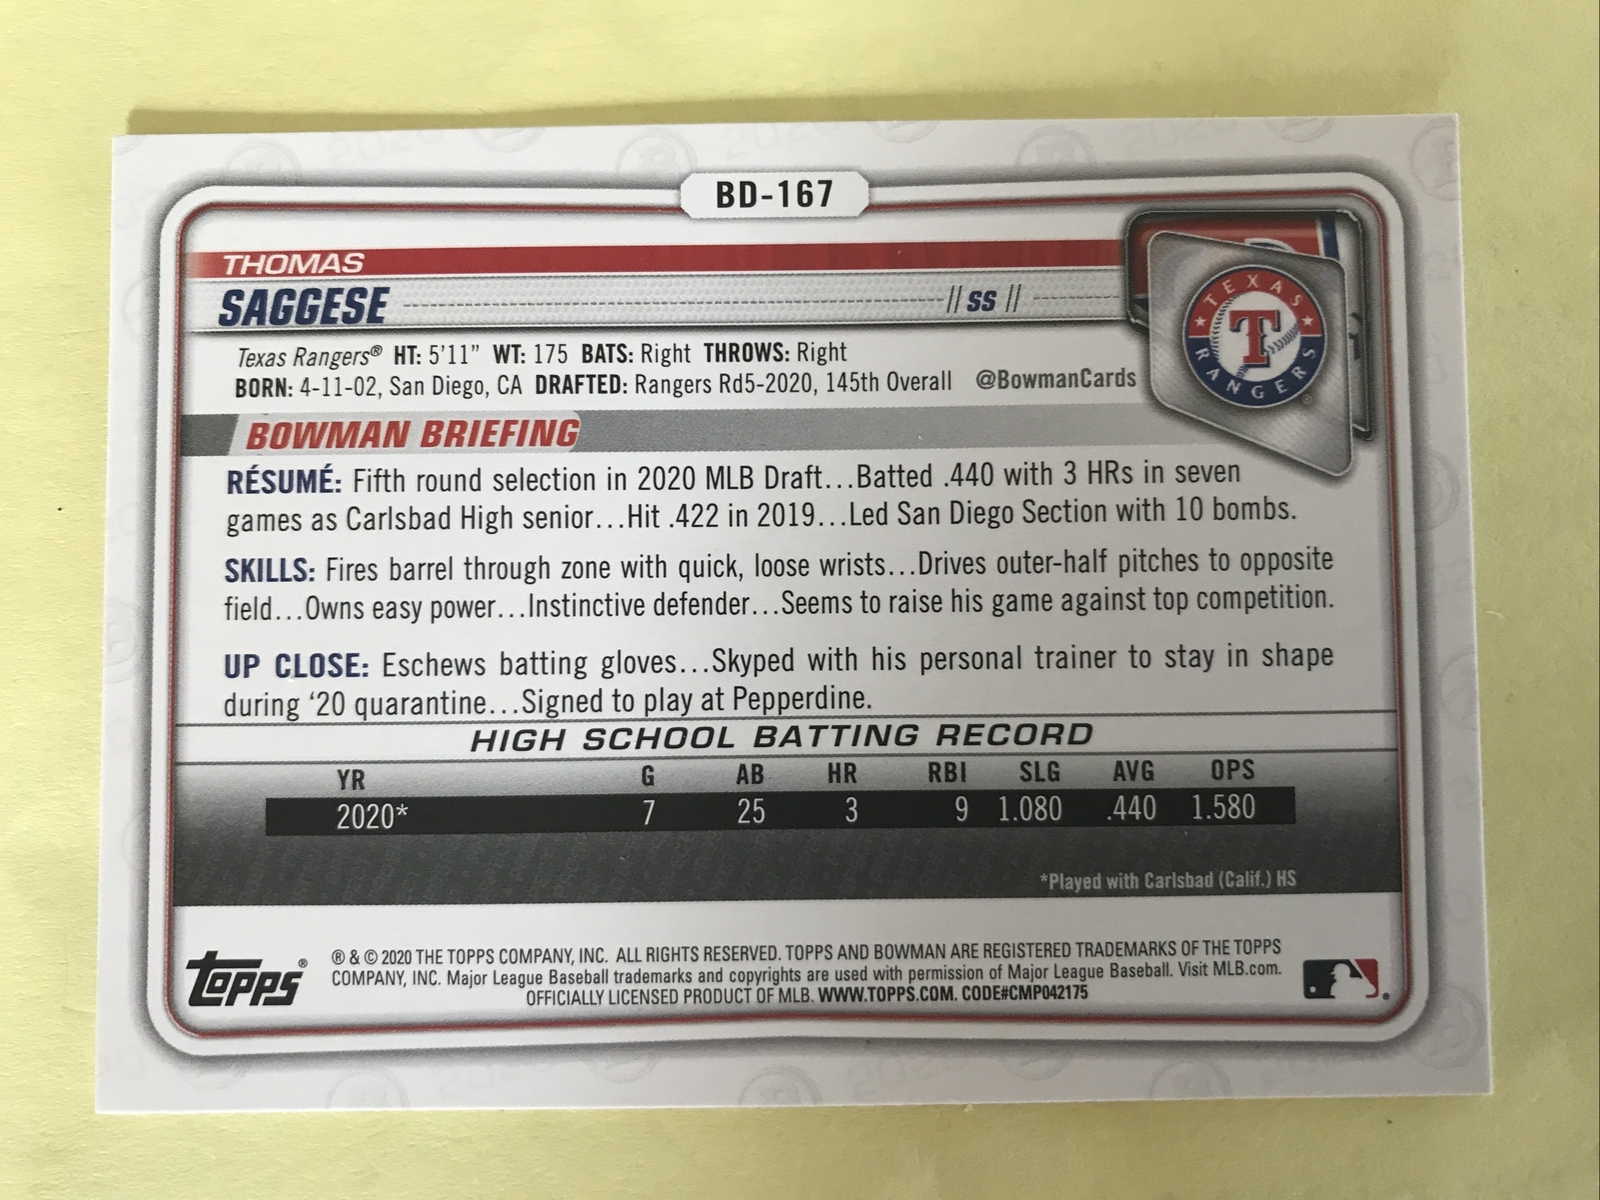 BD-167
THOMAS
SAGGESE // SS //
TEXAS RANGERS
T
Texas Rangers® HT: 5'11" WT: 175 BATS: Right THROWS: Right
BORN: 4-11-02, San Diego, CA DRAFTED: Rangers Rd5-2020, 145th Overall @BowmanCards
BOWMAN BRIEFING
RÉSUMÉ: Fifth round selection in 2020 MLB Draft...Batted .440 with 3 HRs in seven
games as Carlsbad High senior...Hit .422 in 2019...Led San Diego Section with 10 bombs.
SKILLS: Fires barrel through zone with quick, loose wrists...Drives outer-half pitches to opposite
field...Owns easy power...Instinctive defender...Seems to raise his game against top competition.
UP CLOSE: Eschews batting gloves...Skyped with his personal trainer to stay in shape
during '20 quarantine...Signed to play at Pepperdine.
HIGH SCHOOL BATTING RECORD
YR G AB HR RBI SLG AVG OPS
2020* 7 25 3 9 1.080 .440 1.580
*Played with Carlsbad (Calif.) HS
topps®
® & © 2020 THE TOPPS COMPANY, INC. ALL RIGHTS RESERVED. TOPPS AND BOWMAN ARE REGISTERED TRADEMARKS OF THE TOPPS
COMPANY, INC. Major League Baseball trademarks and copyrights are used with permission of Major League Baseball. Visit MLB.com.
OFFICIALLY LICENSED PRODUCT OF MLB. WWW.TOPPS.COM. CODE#CMP042175